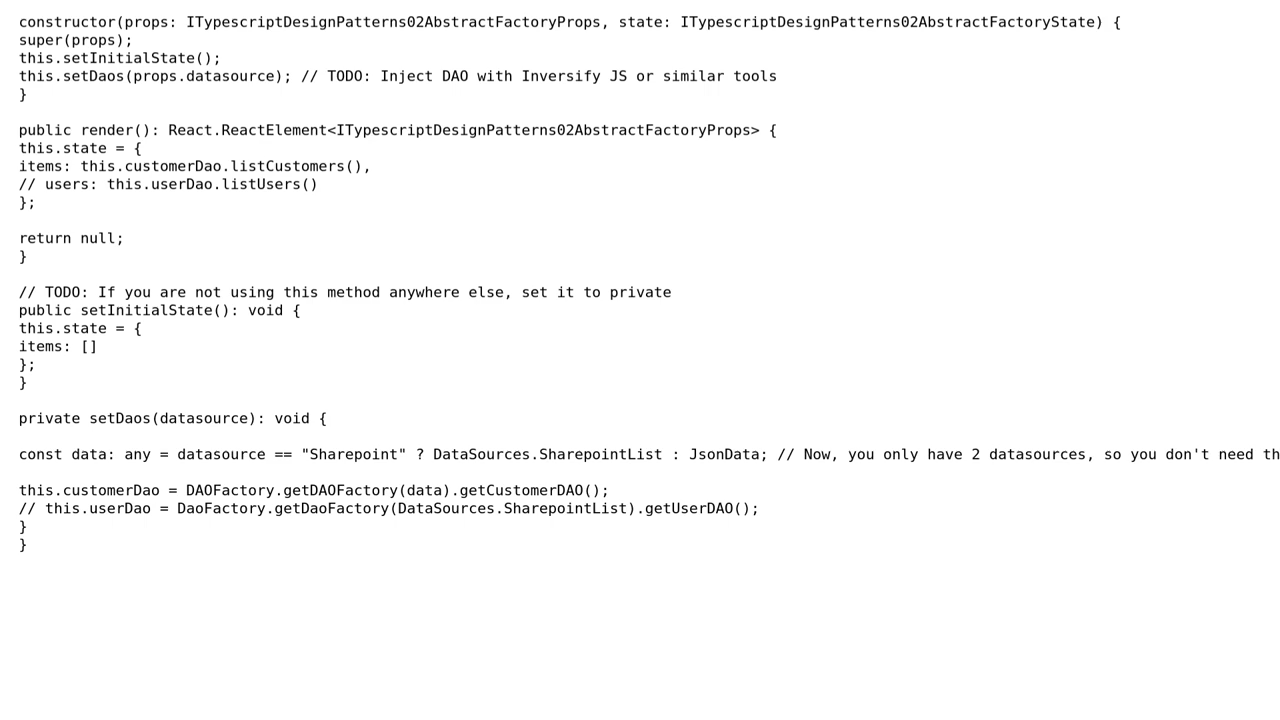 constructor(props: ITypescriptDesignPatterns02AbstractFactoryProps, state: ITypescriptDesignPatterns02AbstractFactoryState) {
super(props);
this.setInitialState();
this.setDaos(props.datasource); // TODO: Inject DAO with Inversify JS or similar tools
}
public render(): React.ReactElement<ITypescriptDesignPatterns02AbstractFactoryProps> {
this.state = {
items: this.customerDao.listCustomers(),
// users: this.userDao.listUsers()
};
return null;
}
// TODO: If you are not using this method anywhere else, set it to private
public setInitialState(): void {
this.state = {
items: []
};
}
private setDaos(datasource): void {
const data: any = datasource == "Sharepoint" ? DataSources.SharepointList : JsonData; // Now, you only have 2 datasources, so you don't need
this.customerDao = DAOFactory.getDAOFactory(data).getCustomerDAO();
// this.userDao = DaoFactory.getDaoFactory(DataSources.SharepointList).getUserDAO();
}
}